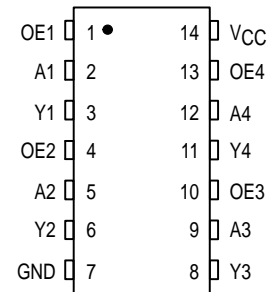 OE1 1 14 VCC
A1 2 13 OE4
Y1 3 12 A4
OE2 4 11 Y4
A2 5 10 OE3
Y2 6 9 A3
GND 7 8 Y3